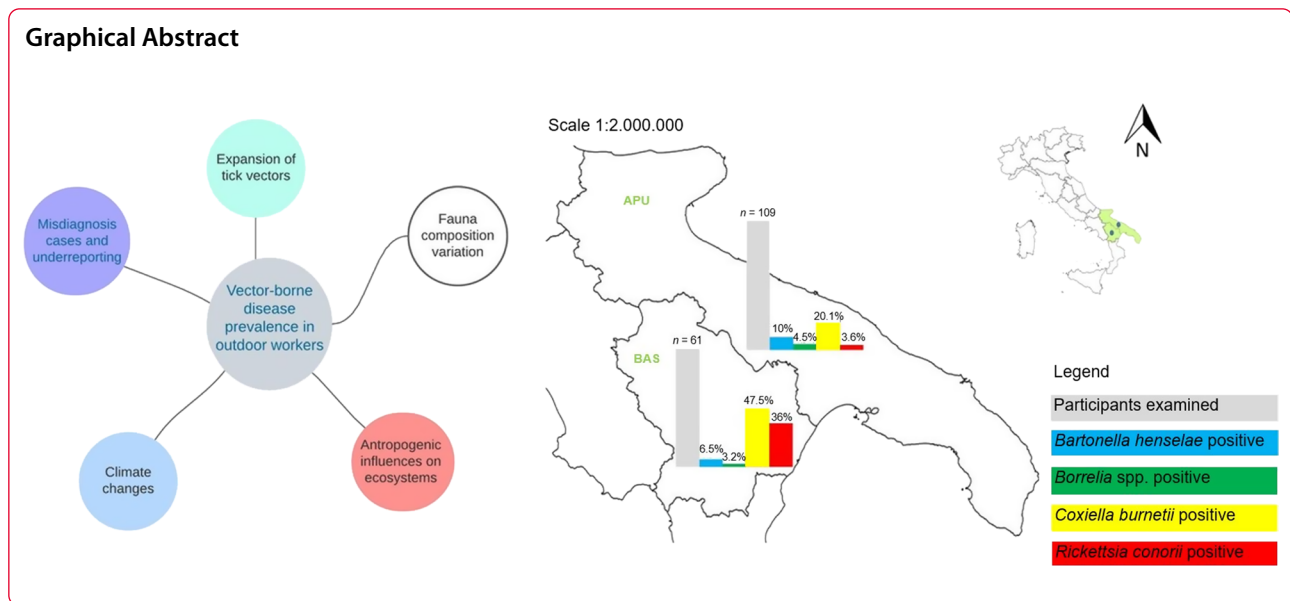 Graphical Abstract
Expansion of
tick vectors
Misdiagnosis
cases and
underreporting
Fauna
composition
variation
Vector-borne
disease
prevalence in
outdoor workers
Climate
changes
Antropogenic
influences on
ecosystems
Scale 1:2.000.000
APU
n = 109
10%
4.5%
20.1%
3.6%
BAS
n = 61
6.5%
3.2%
47.5%
36%
N
Legend
Participants examined
Bartonella henselae positive
Borrelia spp. positive
Coxiella burnetii positive
Rickettsia conorii positive